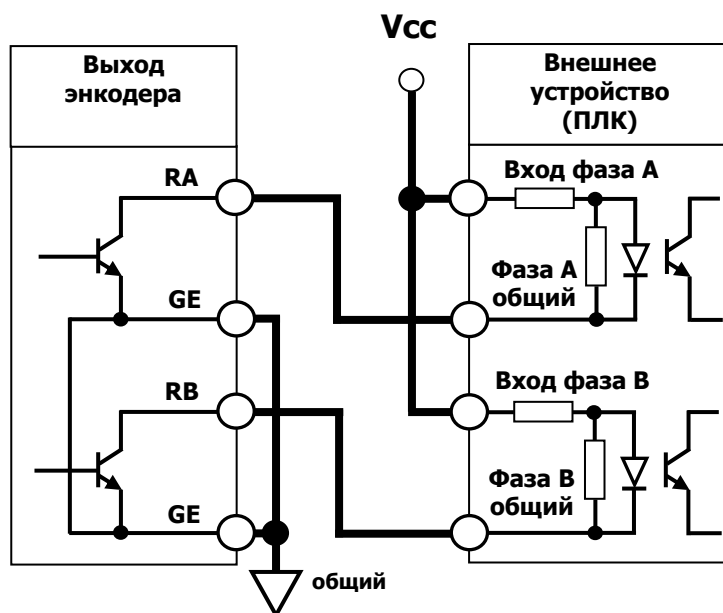 Vcc
Выход
энкодера
Внешнее
устройство
(ПЛК)
RA
Вход фаза А
GE
Фаза А
общий
RB
Вход фаза В
GE
Фаза В
общий
общий